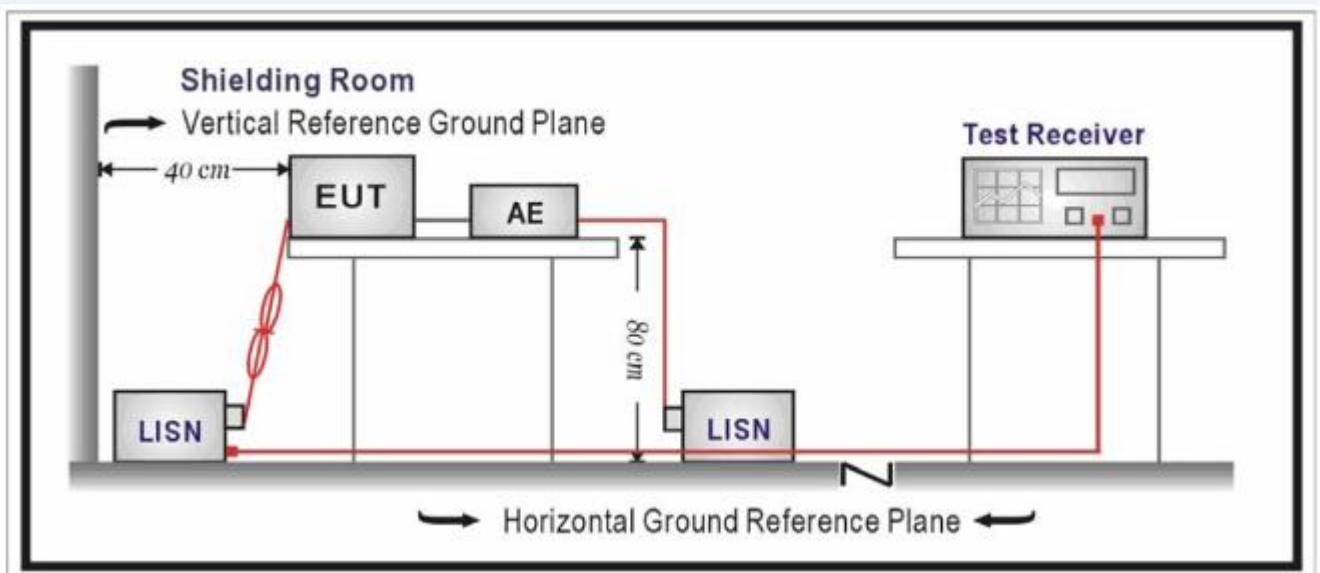 Shielding Room
Vertical Reference Ground Plane
Test Receiver
40 cm
EUT
AE
80 cm
LISN
LISN
Horizontal Ground Reference Plane